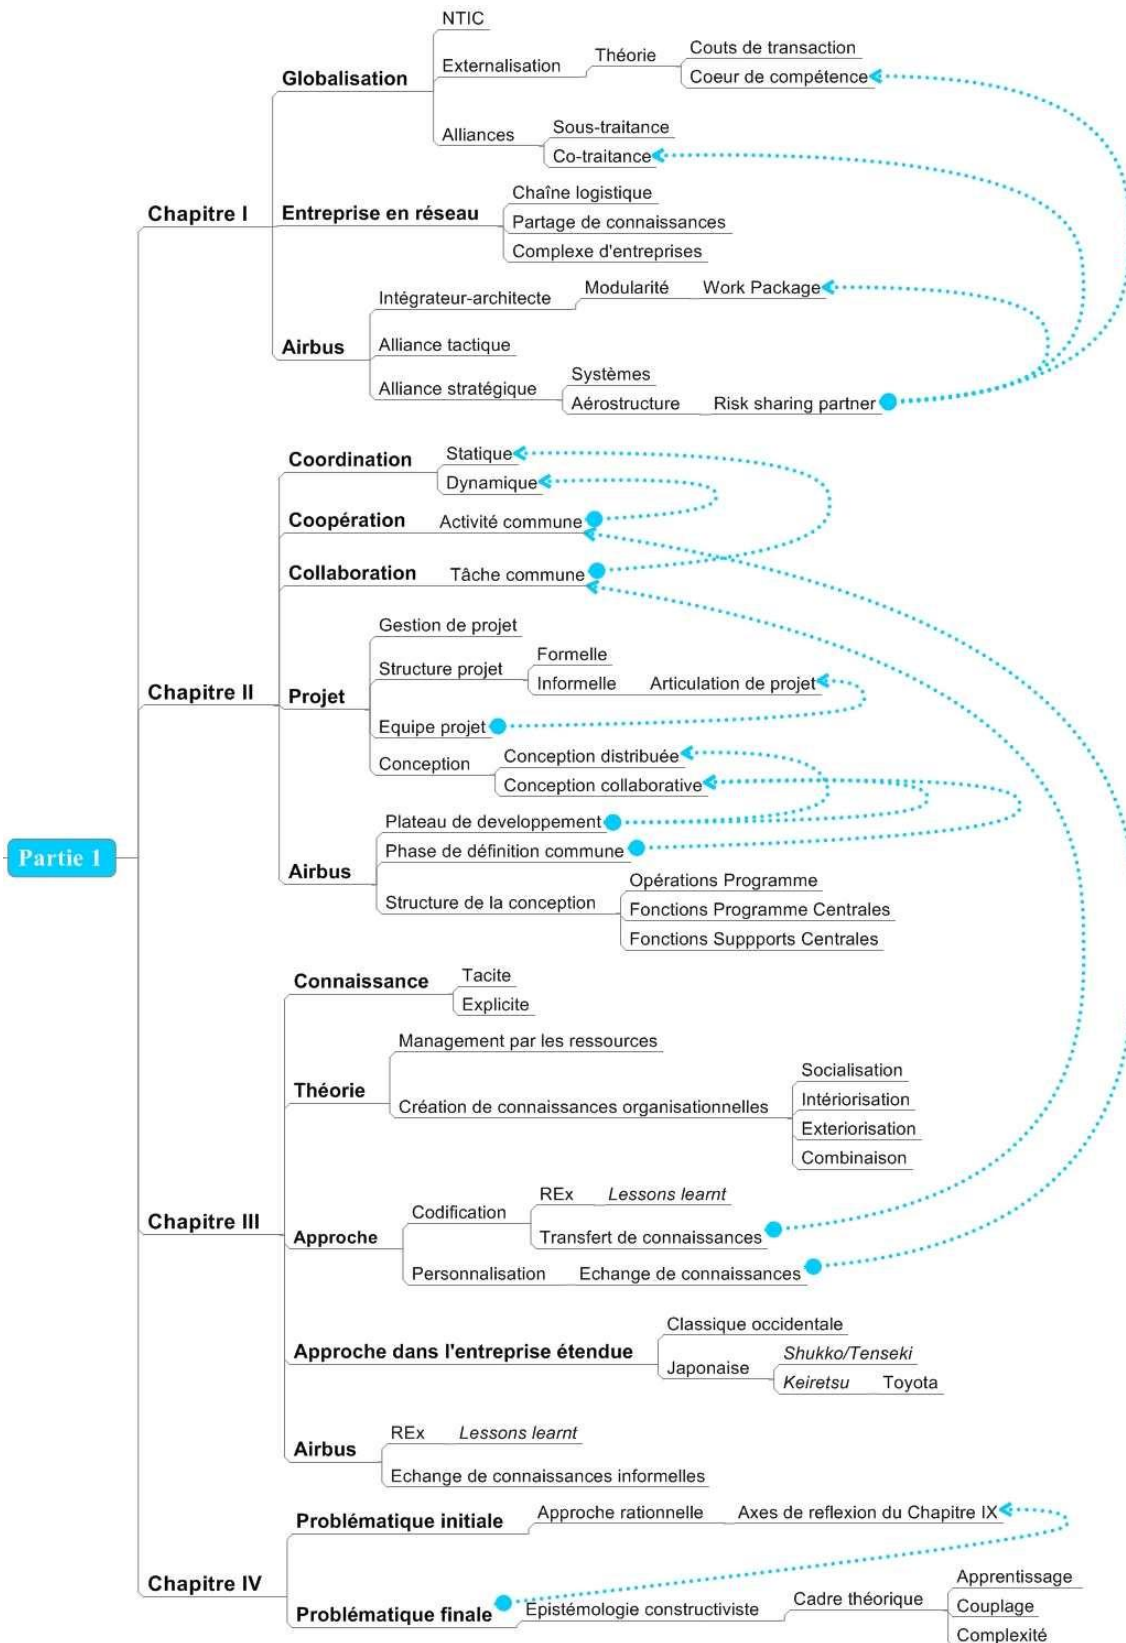 Partie 1
Chapitre I
Globalisation
NTIC
Externalisation
Théorie
Couts de transaction
Coeur de compétence
Alliances
Sous-traitance
Co-traitance
Entreprise en réseau
Chaîne logistique
Partage de connaissances
Complexe d'entreprises
Airbus
Intégrateur-architecte
Modularité
Work Package
Alliance tactique
Alliance stratégique
Systèmes
Aérostructure
Risk sharing partner
Chapitre II
Coordination
Statique
Dynamique
Coopération
Activité commune
Collaboration
Tâche commune
Projet
Gestion de projet
Structure projet
Formelle
Informelle
Articulation de projet
Equipe projet
Conception
Conception distribuée
Conception collaborative
Airbus
Plateau de developpement
Phase de définition commune
Structure de la conception
Opérations Programme
Fonctions Programme Centrales
Fonctions Suppports Centrales
Chapitre III
Connaissance
Tacite
Explicite
Théorie
Management par les ressources
Création de connaissances organisationnelles
Socialisation
Intériorisation
Exteriorisation
Combinaison
Approche
Codification
REx
Lessons learnt
Transfert de connaissances
Personnalisation
Echange de connaissances
Approche dans l'entreprise étendue
Classique occidentale
Japonaise
Shukko/Tenseki
Keiretsu
Toyota
Airbus
REx
Lessons learnt
Echange de connaissances informelles
Chapitre IV
Problématique initiale
Approche rationnelle
Axes de reflexion du Chapitre IX
Problématique finale
Epistémologie constructiviste
Cadre théorique
Apprentissage
Couplage
Complexité